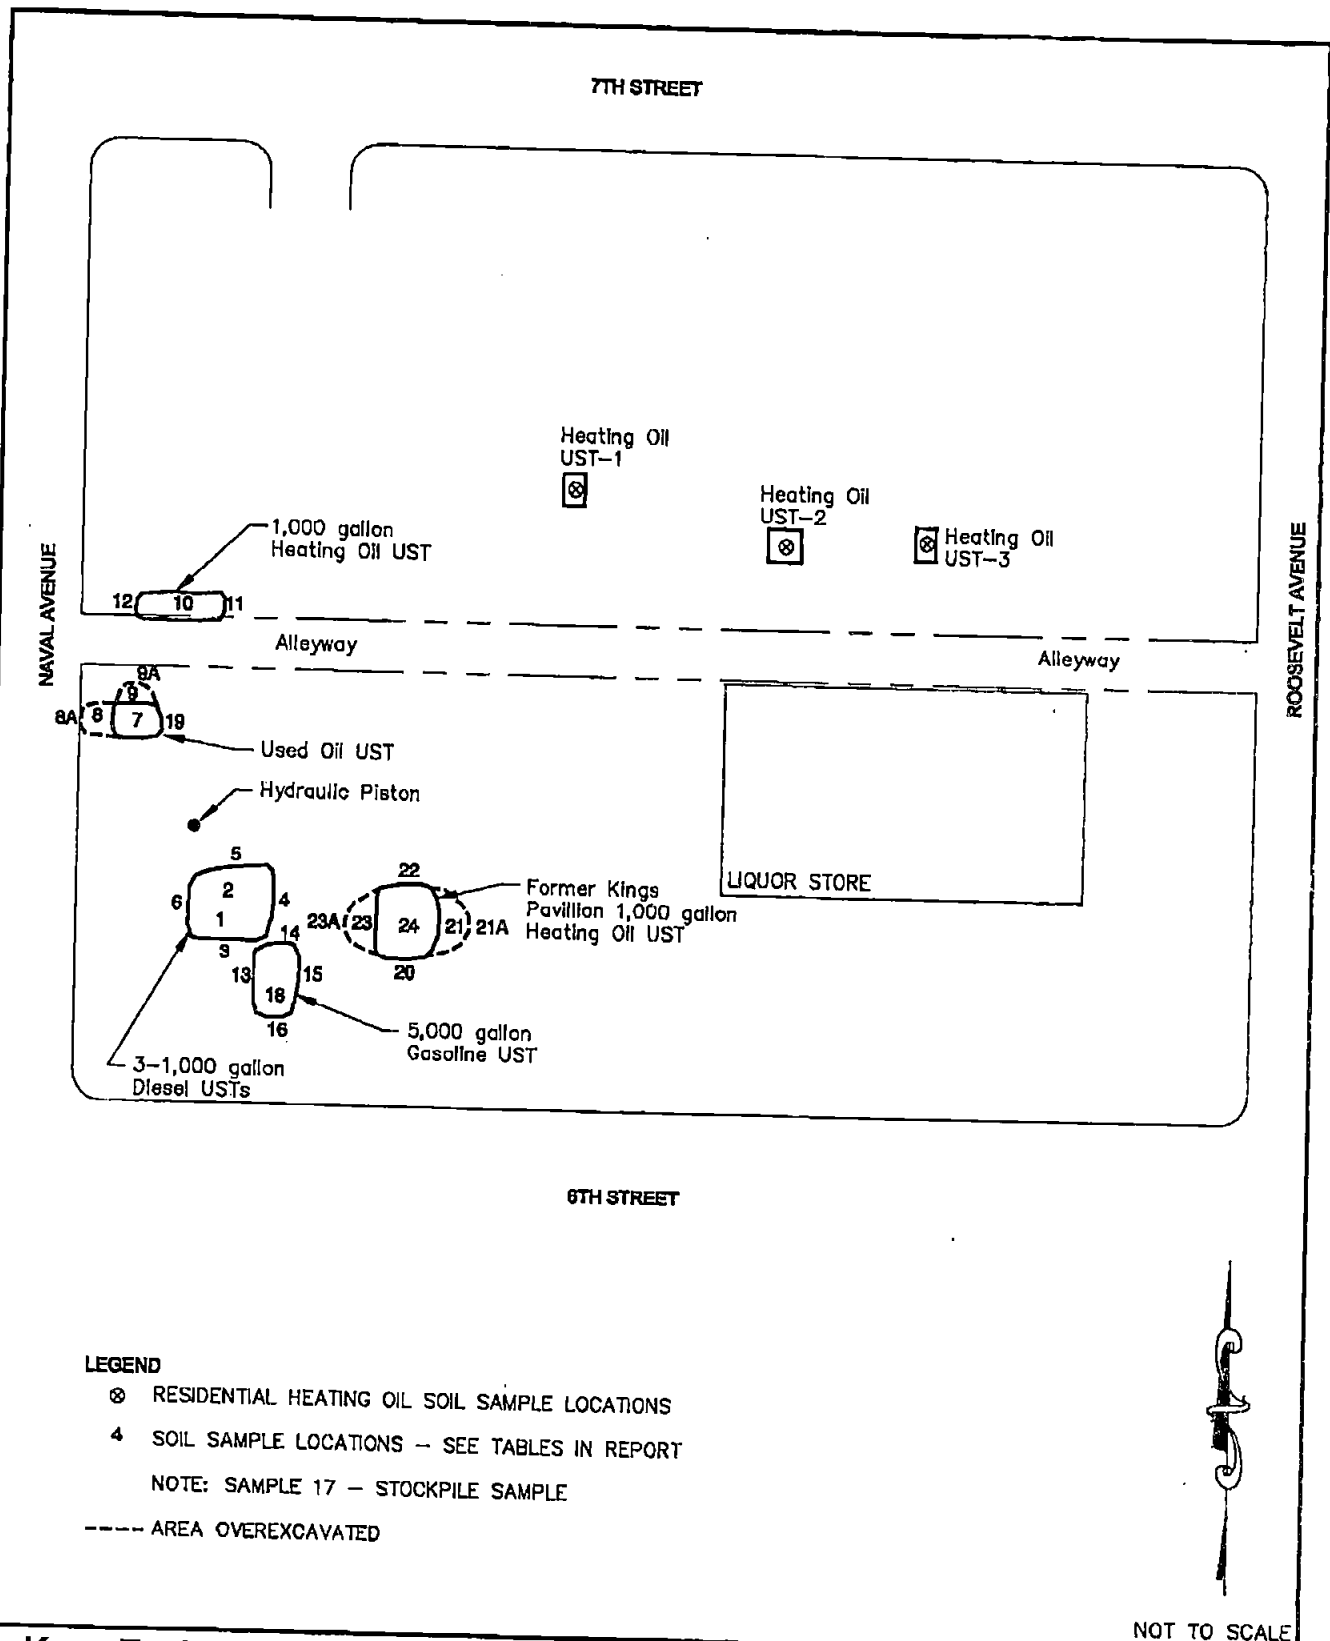 7TH STREET
Heating Oil
UST-1
Heating Oil
UST-2
Heating Oil
UST-3
1,000 gallon
Heating Oil UST
NAVAL AVENUE
ROOSEVELT AVENUE
12 10 11
Alleyway
Alleyway
9A
9
8A 8 7 19
Used Oil UST
Hydraulic Piston
5
6 2 4
1
3
14
13 15
18
16
22
23A 23 24 21 21A
20
Former Kings
Pavillion 1,000 gallon
Heating Oil UST
LIQUOR STORE
5,000 gallon
Gasoline UST
3-1,000 gallon
Diesel USTs
6TH STREET
LEGEND
⊗ RESIDENTIAL HEATING OIL SOIL SAMPLE LOCATIONS
4 SOIL SAMPLE LOCATIONS - SEE TABLES IN REPORT
NOTE: SAMPLE 17 - STOCKPILE SAMPLE
---- AREA OVEREXCAVATED
NOT TO SCALE